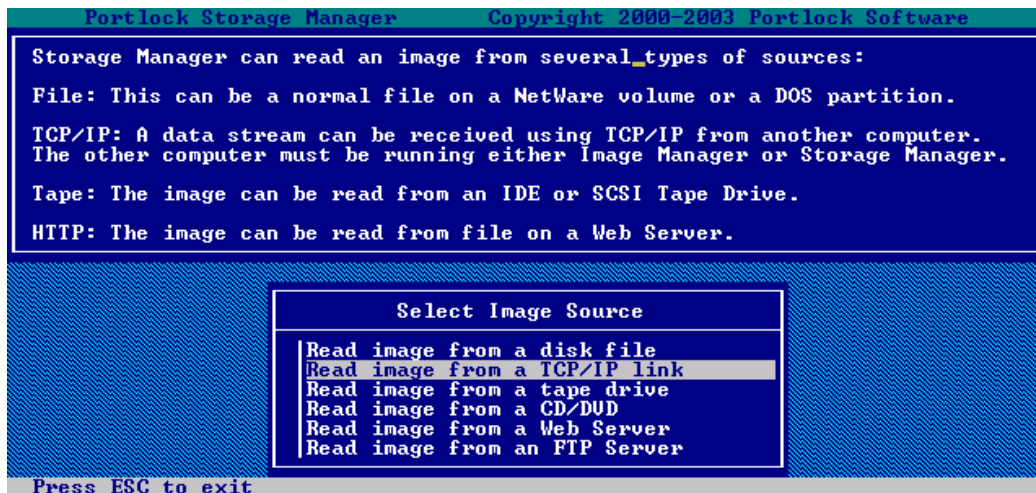 Portlock Storage Manager Copyright 2000-2003 Portlock Software
Storage Manager can read an image from several_types of sources:
File: This can be a normal file on a NetWare volume or a DOS partition.
TCP/IP: A data stream can be received using TCP/IP from another computer.
The other computer must be running either Image Manager or Storage Manager.
Tape: The image can be read from an IDE or SCSI Tape Drive.
HTTP: The image can be read from file on a Web Server.
Select Image Source
Read image from a disk file
Read image from a TCP/IP link
Read image from a tape drive
Read image from a CD/DVD
Read image from a Web Server
Read image from an FTP Server
Press ESC to exit